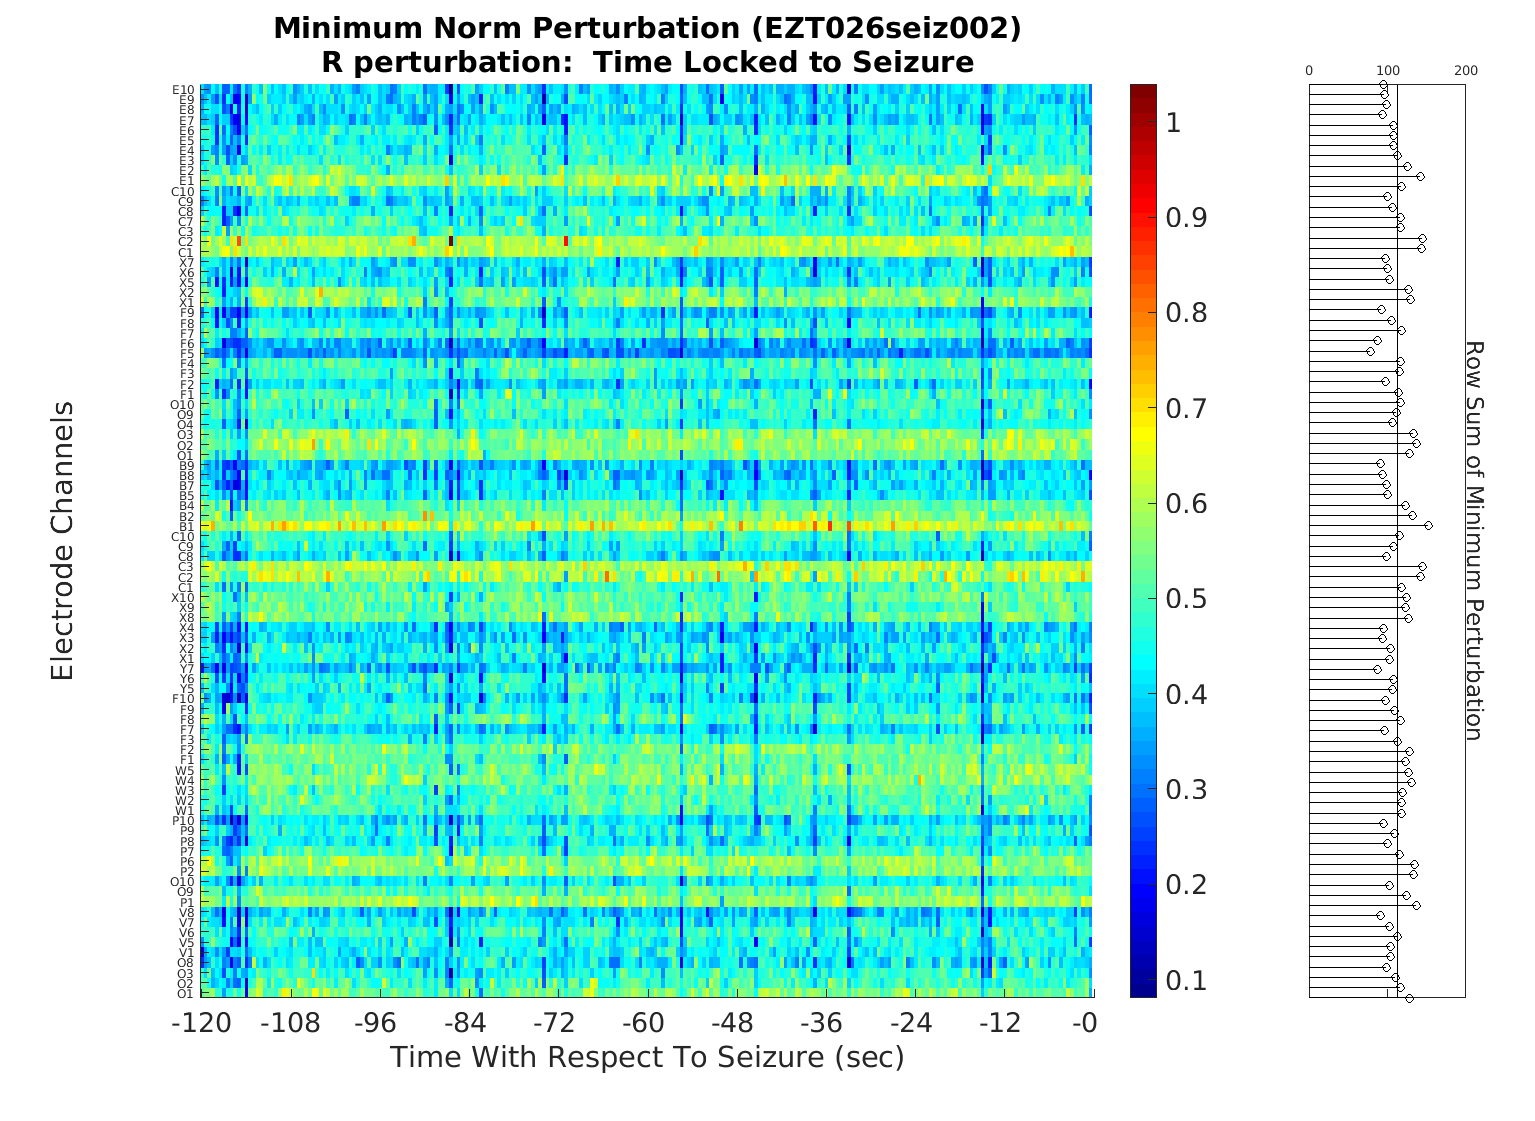 Minimum Norm Perturbation (EZT026seiz002)
R perturbation:  Time Locked to Seizure
0 100 200
E10
E9
E8
E7
E6
E5
E4
E3
E2
E1
C10
C9
C8
C7
C3
C2
C1
X7
X6
X5
X2
X1
F9
F8
F7
F6
F5
F4
F3
F2
F1
O10
O9
O4
O3
O2
O1
B9
B8
B7
B5
B4
B2
B1
C10
C9
C8
C3
C2
C1
X10
X9
X8
X4
X3
X2
X1
Y7
Y6
Y5
F10
F9
F8
F7
F3
F2
F1
W5
W4
W3
W2
W1
P10
P9
P8
P7
P6
P2
O10
O9
P1
V8
V7
V6
V5
V1
O8
O3
O2
O1
Electrode Channels
1
0.9
0.8
0.7
0.6
0.5
0.4
0.3
0.2
0.1
Row Sum of Minimum Perturbation
-120 -108 -96 -84 -72 -60 -48 -36 -24 -12 -0
Time With Respect To Seizure (sec)